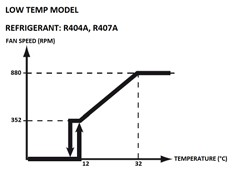 LOW TEMP MODEL
REFRIGERANT: R404A, R407A
FAN SPEED (RPM)
880
352
12
32
TEMPERATURE (°C)